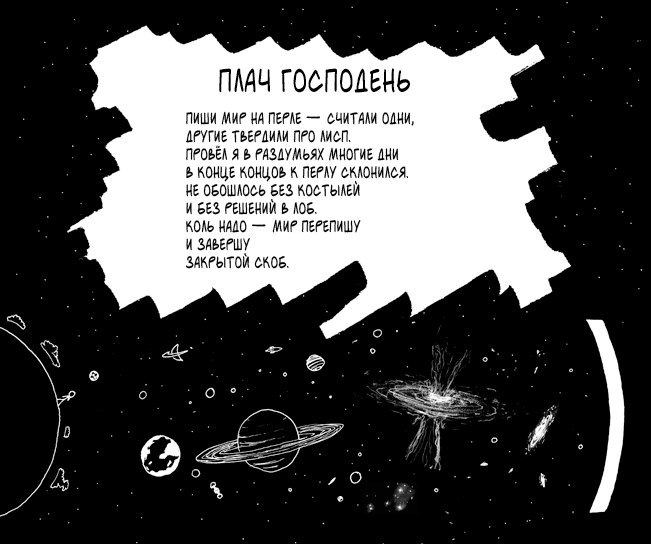 ПЛАЧ ГОСПОДЕНЬ
ПИШИ МИР НА ПЕРЛЕ — СЧИТАЛИ ОДНИ,
ДРУГИЕ ТВЕРДИЛИ ПРО ЛИСП.
ПРОВЁЛ Я В РАЗДУМЬЯХ МНОГИЕ ДНИ
В КОНЦЕ КОНЦОВ К ПЕРЛУ СКЛОНИЛСЯ.
НЕ ОБОШЛОСЬ БЕЗ КОСТЫЛЕЙ
И БЕЗ РЕШЕНИЙ В ЛОБ.
КОЛЬ НАДО — МИР ПЕРЕПИШУ
И ЗАВЕРШУ
ЗАКРЫТОЙ СКОБ.